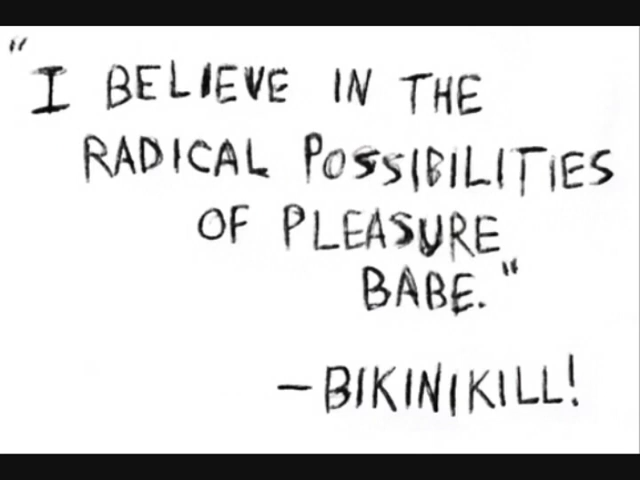 "I BELIEVE IN THE
RADICAL POSSIBILITIES
OF PLEASURE
BABE."
—BIKINIKILL!